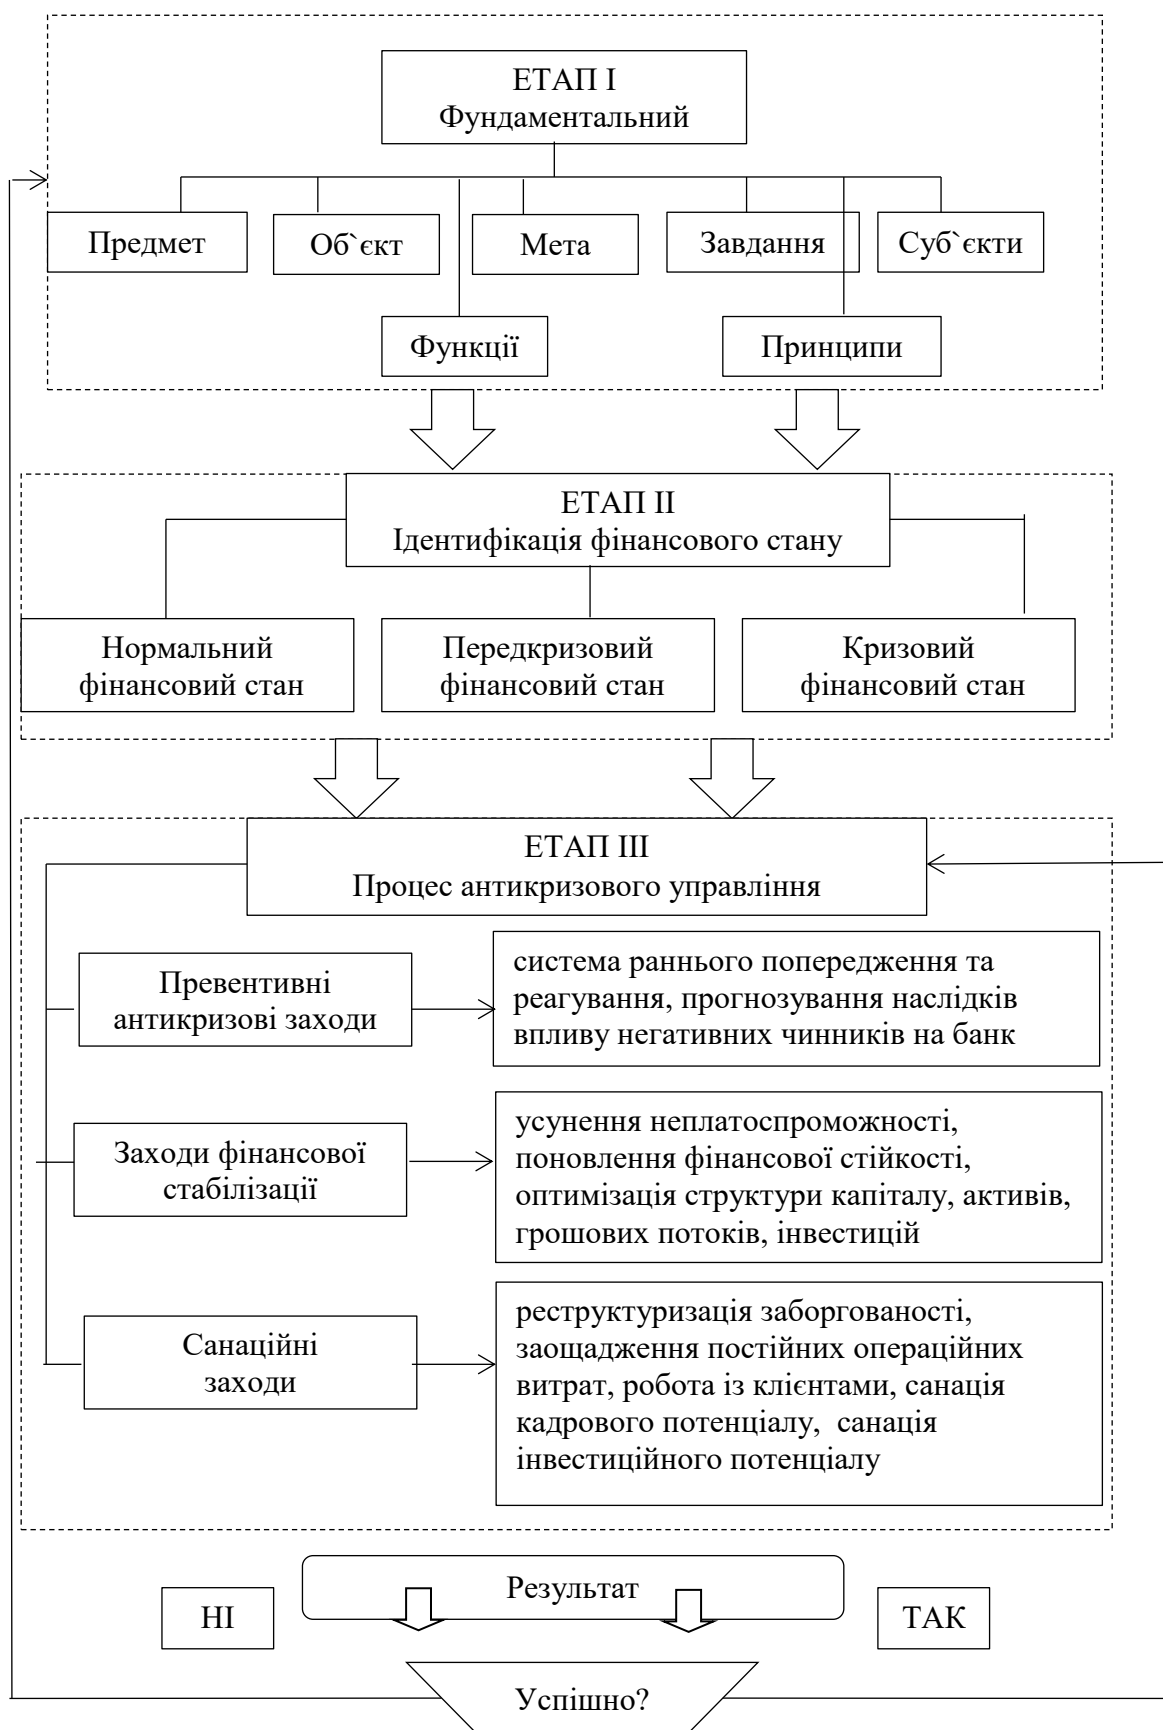 ЕТАП І
Фундаментальний
Предмет
Об`єкт
Мета
Завдання
Суб`єкти
Функції
Принципи
ЕТАП ІІ
Ідентифікація фінансового стану
Нормальний
фінансовий стан
Передкризовий
фінансовий стан
Кризовий
фінансовий стан
ЕТАП ІІІ
Процес антикризового управління
Превентивні
антикризові заходи
система раннього попередження та
реагування, прогнозування наслідків
впливу негативних чинників на банк
Заходи фінансової
стабілізації
усунення неплатоспроможності,
поновлення фінансової стійкості,
оптимізація структури капіталу, активів,
грошових потоків, інвестицій
Санаційні
заходи
реструктуризація заборгованості,
заощадження постійних операційних
витрат, робота із клієнтами, санація
кадрового потенціалу, санація
інвестиційного потенціалу
Результат
НІ
ТАК
Успішно?